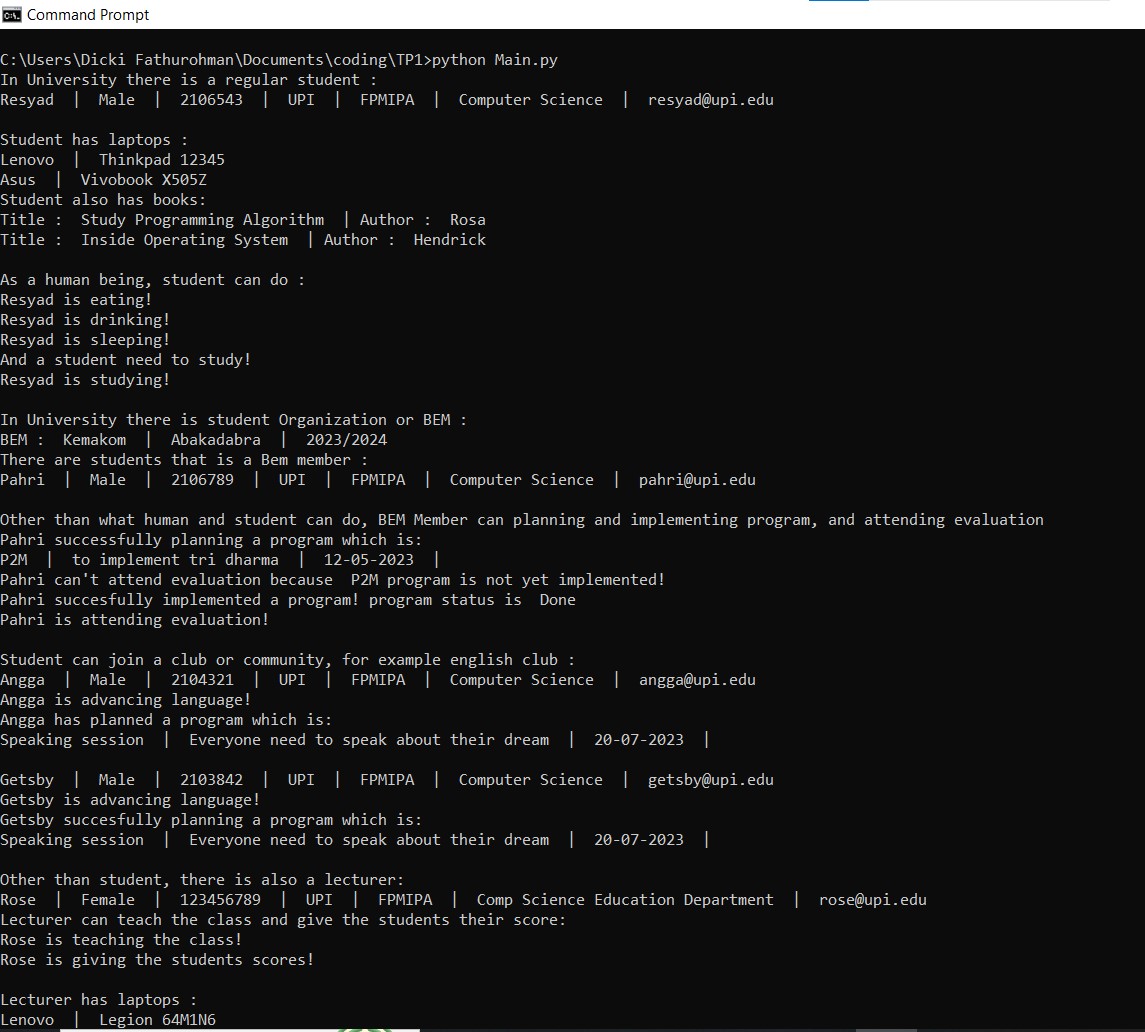 Command Prompt
C:\Users\Dicki Fathurohman\Documents\coding\TP1>python Main.py
In University there is a regular student :
Resyad  |  Male  |  2106543  |  UPI  |  FPMIPA  |  Computer Science  |  resyad@upi.edu
Student has laptops :
Lenovo  |  Thinkpad 12345
Asus  |  Vivobook X505Z
Student also has books:
Title :  Study Programming Algorithm  | Author :  Rosa
Title :  Inside Operating System  | Author :  Hendrick
As a human being, student can do :
Resyad is eating!
Resyad is drinking!
Resyad is sleeping!
And a student need to study!
Resyad is studying!
In University there is student Organization or BEM :
BEM :  Kemakom  |  Abakadabra  |  2023/2024
There are students that is a Bem member :
Pahri  |  Male  |  2106789  |  UPI  |  FPMIPA  |  Computer Science  |  pahri@upi.edu
Other than what human and student can do, BEM Member can planning and implementing program, and attending evaluation
Pahri successfully planning a program which is:
P2M  |  to implement tri dharma  |  12-05-2023  |
Pahri can't attend evaluation because  P2M program is not yet implemented!
Pahri succesfully implemented a program! program status is  Done
Pahri is attending evaluation!
Student can join a club or community, for example english club :
Angga  |  Male  |  2104321  |  UPI  |  FPMIPA  |  Computer Science  |  angga@upi.edu
Angga is advancing language!
Angga has planned a program which is:
Speaking session  |  Everyone need to speak about their dream  |  20-07-2023  |
Getsby  |  Male  |  2103842  |  UPI  |  FPMIPA  |  Computer Science  |  getsby@upi.edu
Getsby is advancing language!
Getsby succesfully planning a program which is:
Speaking session  |  Everyone need to speak about their dream  |  20-07-2023  |
Other than student, there is also a lecturer:
Rose  |  Female  |  123456789  |  UPI  |  FPMIPA  |  Comp Science Education Department  |  rose@upi.edu
Lecturer can teach the class and give the students their score:
Rose is teaching the class!
Rose is giving the students scores!
Lecturer has laptops :
Lenovo  |  Legion 64M1N6